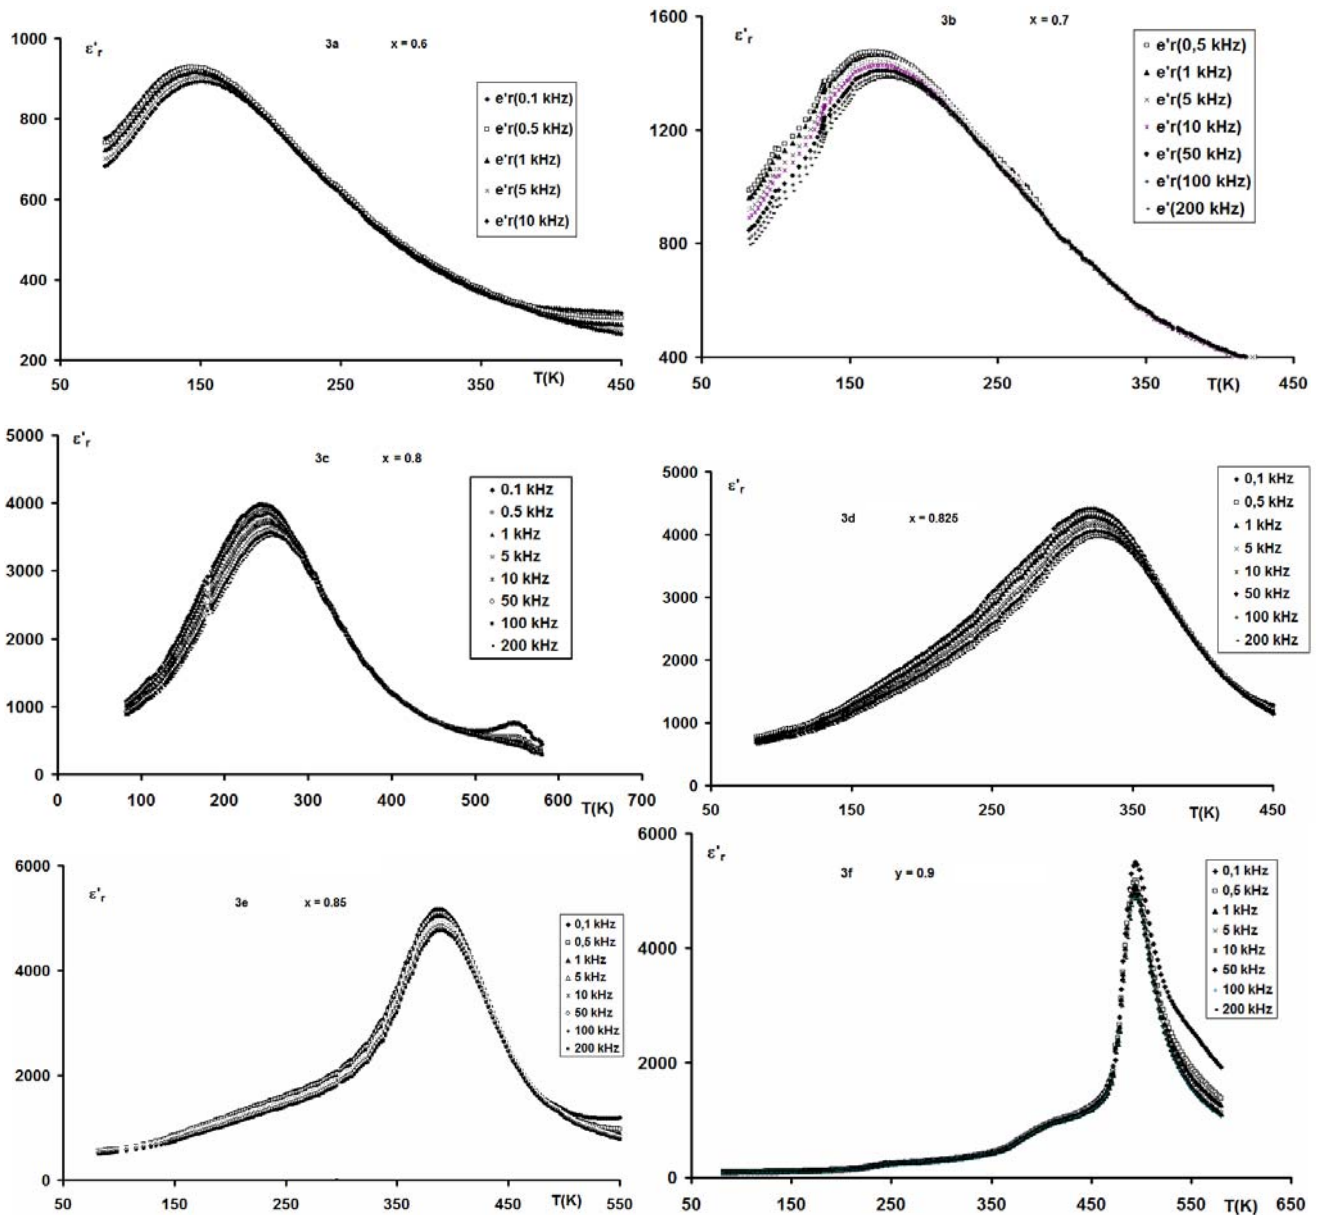 1000
ε'r
3a x = 0.6
800
600
400
200
50 150 250 350 T(K) 450
e'r(0.1 kHz)
e'r(0.5 kHz)
e'r(1 kHz)
e'r(5 kHz)
e'r(10 kHz)
1600
ε'r
3b x = 0.7
1200
800
400
50 150 250 350 T(K) 450
e'r(0,5 kHz)
e'r(1 kHz)
e'r(5 kHz)
e'r(10 kHz)
e'r(50 kHz)
e'r(100 kHz)
e'(200 kHz)
5000
ε'r
3c x = 0.8
4000
3000
2000
1000
0
0 100 200 300 400 500 600 T(K) 700
0.1 kHz
0.5 kHz
1 kHz
5 kHz
10 kHz
50 kHz
100 kHz
200 kHz
5000
ε'r
3d x = 0.825
4000
3000
2000
1000
0
50 150 250 350 T(K) 450
0,1 kHz
0,5 kHz
1 kHz
5 kHz
10 kHz
50 kHz
100 kHz
200 kHz
6000
ε'r
3e x = 0.85
4000
2000
0
50 150 250 350 450 T(K) 550
0,1 kHz
0,5 kHz
1 kHz
5 kHz
10 kHz
50 kHz
100 kHz
200 kHz
6000
ε'r
3f y = 0.9
4000
2000
0
50 150 250 350 450 550 T(K) 650
0,1 kHz
0,5 kHz
1 kHz
5 kHz
10 kHz
50 kHz
100 kHz
200 kHz